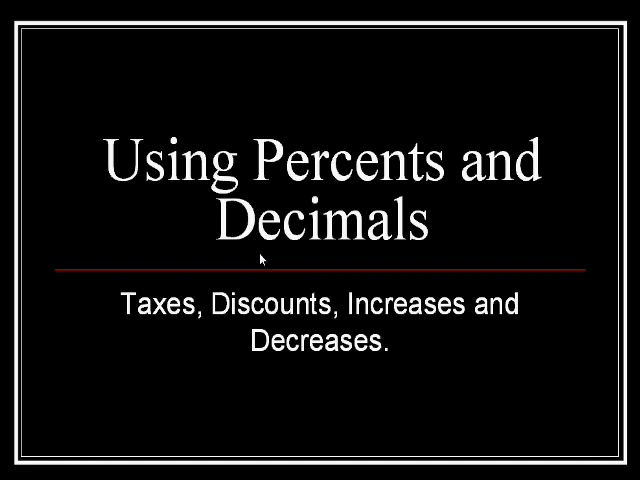 Using Percents and
Decimals
Taxes, Discounts, Increases and
Decreases.